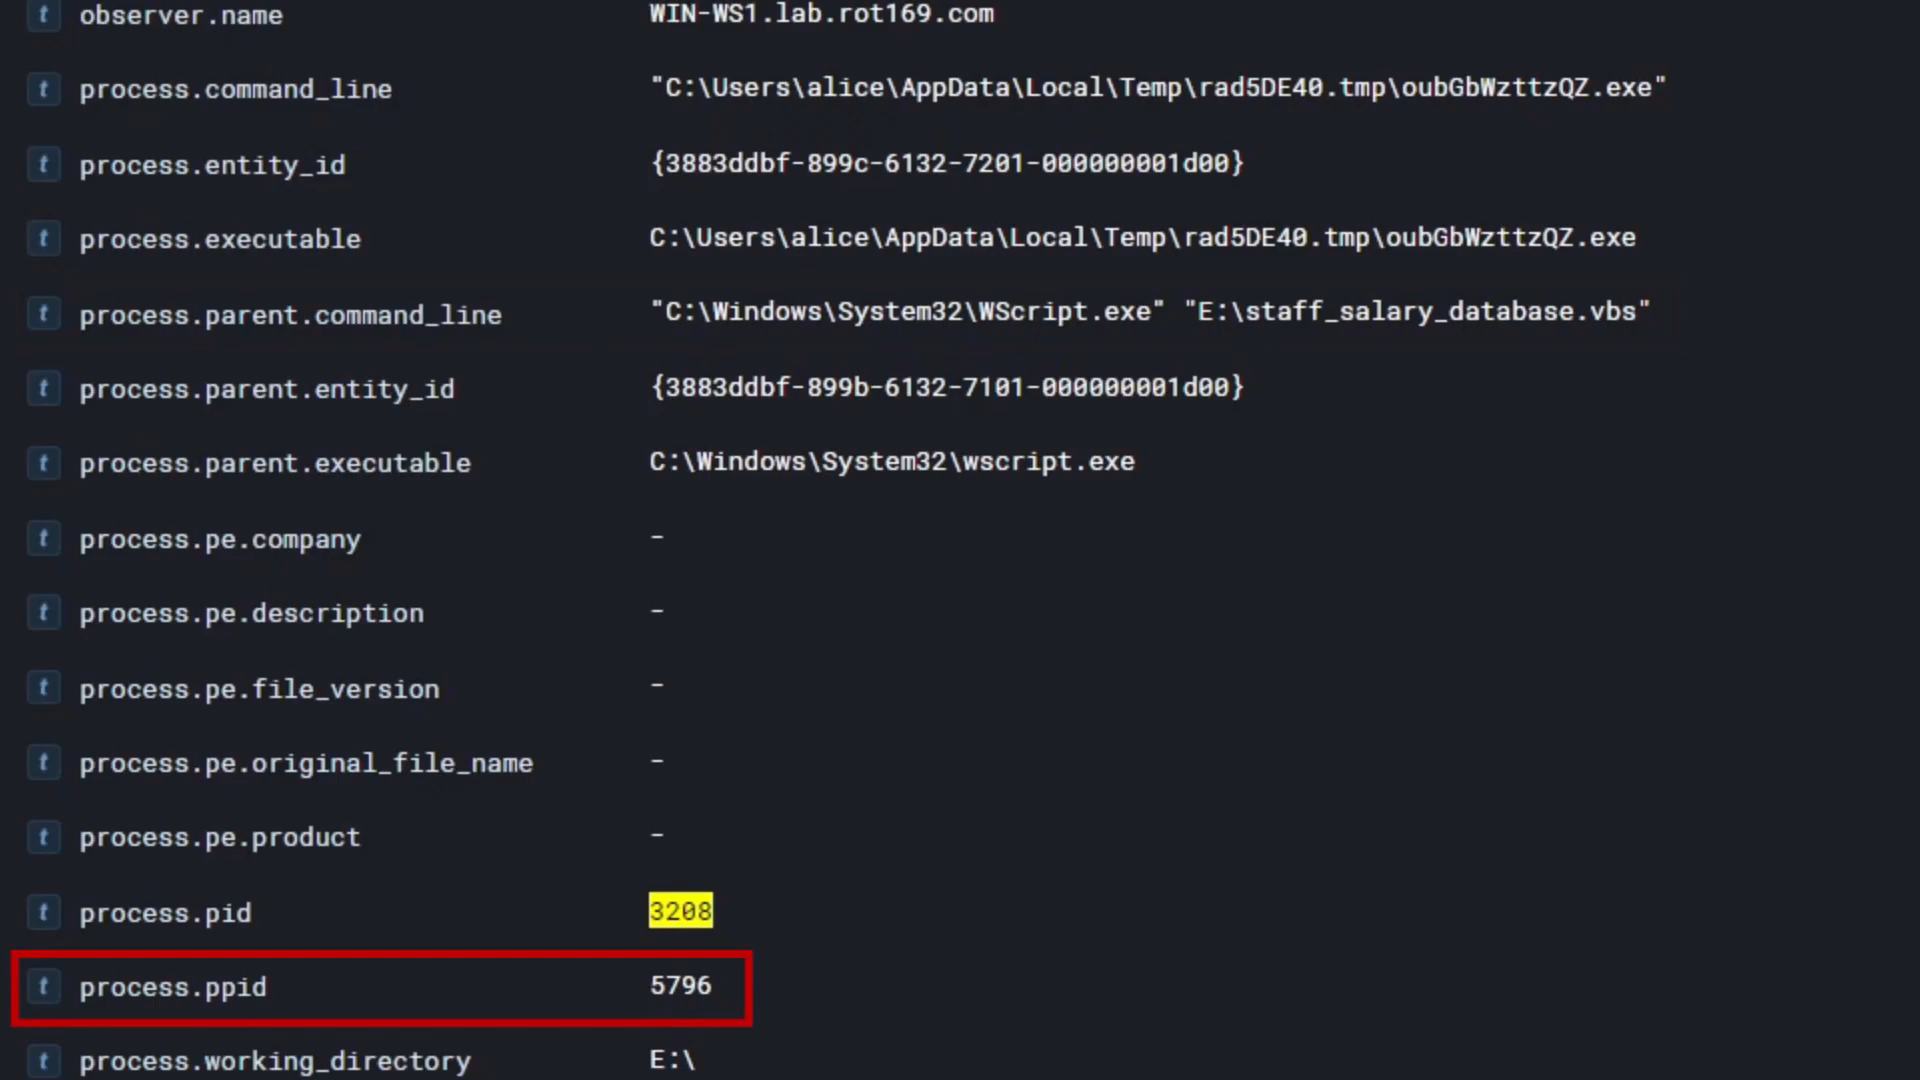 t observer.name WIN-WS1.lab.rot169.com
t process.command_line "C:\Users\alice\AppData\Local\Temp\rad5DE40.tmp\oubGbWzttzQZ.exe"
t process.entity_id {3883ddbf-899c-6132-7201-000000001d00}
t process.executable C:\Users\alice\AppData\Local\Temp\rad5DE40.tmp\oubGbWzttzQZ.exe
t process.parent.command_line "C:\Windows\System32\WScript.exe" "E:\staff_salary_database.vbs"
t process.parent.entity_id {3883ddbf-899b-6132-7101-000000001d00}
t process.parent.executable C:\Windows\System32\wscript.exe
t process.pe.company -
t process.pe.description -
t process.pe.file_version -
t process.pe.original_file_name -
t process.pe.product -
t process.pid 3208
t process.ppid 5796
t process.working_directory E:\